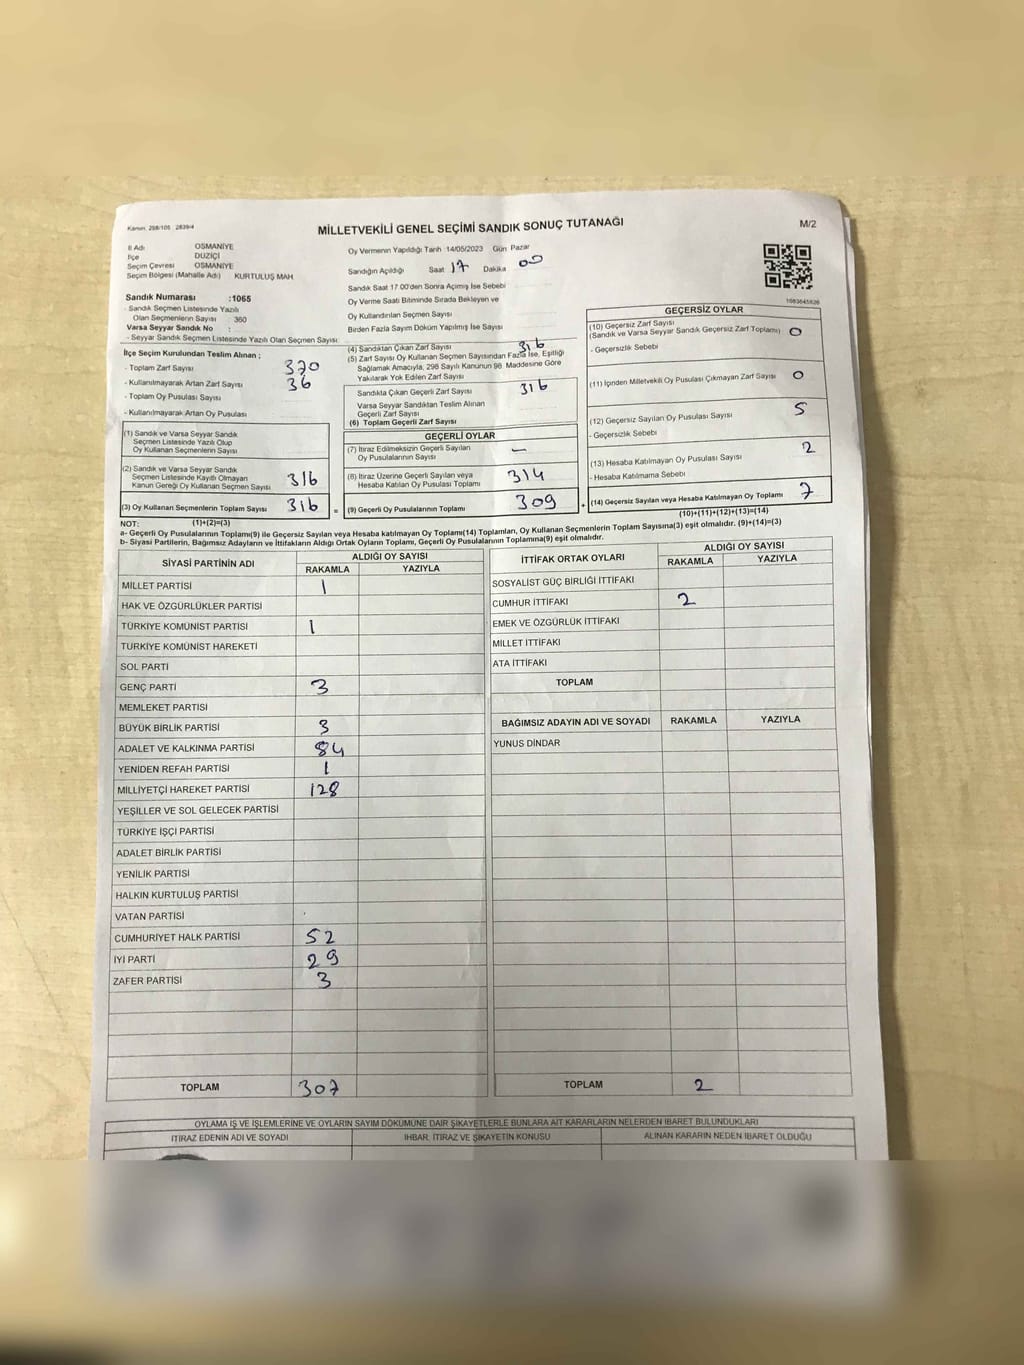 Kanun: 298/105 2839/4
MİLLETVEKİLİ GENEL SEÇİMİ SANDIK SONUÇ TUTANAĞI
M/2
İl Adı OSMANİYE
İlçe DÜZİÇİ
Seçim Çevresi OSMANİYE
Seçim Bölgesi (Mahalle Adı) KURTULUŞ MAH
Sandık Numarası :1065
- Sandık Seçmen Listesinde Yazılı
Olan Seçmenlerin Sayısı : 360
Varsa Seyyar Sandık No :
- Seyyar Sandık Seçmen Listesinde Yazılı Olan Seçmen Sayısı:
Oy Vermenin Yapıldığı Tarih 14/05/2023 Gün Pazar
Sandığın Açıldığı Saat 17 Dakika 00
Sandık Saat 17.00'den Sonra Açılmış İse Sebebi
Oy Verme Saati Bitiminde Sırada Bekleyen ve
Oy Kullandırılan Seçmen Sayısı
Birden Fazla Sayım Döküm Yapılmış İse Sayısı
1083645826
İlçe Seçim Kurulundan Teslim Alınan ;
- Toplam Zarf Sayısı 370
- Kullanılmayarak Artan Zarf Sayısı 36
- Toplam Oy Pusulası Sayısı
- Kullanılmayarak Artan Oy Pusulası
(4) Sandıktan Çıkan Zarf Sayısı 316
(5) Zarf Sayısı Oy Kullanan Seçmen Sayısından Fazla İse, Eşitliği
Sağlamak Amacıyla, 298 Sayılı Kanunun 98. Maddesine Göre
Yakılarak Yok Edilen Zarf Sayısı
Sandıkta Çıkan Geçerli Zarf Sayısı 316
Varsa Seyyar Sandıktan Teslim Alınan
Geçerli Zarf Sayısı
(6) Toplam Geçerli Zarf Sayısı
GEÇERSİZ OYLAR
(10) Geçersiz Zarf Sayısı
(Sandık ve Varsa Seyyar Sandık Geçersiz Zarf Toplamı) 0
- Geçersizlik Sebebi
(11) İçinden Milletvekili Oy Pusulası Çıkmayan Zarf Sayısı 0
(12) Geçersiz Sayılan Oy Pusulası Sayısı 5
- Geçersizlik Sebebi
(13) Hesaba Katılmayan Oy Pusulası Sayısı 2
- Hesaba Katılmama Sebebi
(14) Geçersiz Sayılan veya Hesaba Katılmayan Oy Toplamı 7
(10)+(11)+(12)+(13)=(14)
(1) Sandık ve Varsa Seyyar Sandık
Seçmen Listesinde Yazılı Olup
Oy Kullanan Seçmenlerin Sayısı
(2) Sandık ve Varsa Seyyar Sandık
Seçmen Listesinde Kayıtlı Olmayan
Kanun Gereği Oy Kullanan Seçmen Sayısı 316
(3) Oy Kullanan Seçmenlerin Toplam Sayısı 316 =
GEÇERLİ OYLAR
(7) İtiraz Edilmeksizin Geçerli Sayılan
Oy Pusulalarının Sayısı —
(8) İtiraz Üzerine Geçerli Sayılan veya
Hesaba Katılan Oy Pusulası Toplamı 314
(9) Geçerli Oy Pusulalarının Toplamı 309 +
NOT: (1)+(2)=(3)
a- Geçerli Oy Pusulalarının Toplamı(9) ile Geçersiz Sayılan veya Hesaba katılmayan Oy Toplamı(14) Toplamları, Oy Kullanan Seçmenlerin Toplam Sayısına(3) eşit olmalıdır. (9)+(14)=(3)
b- Siyasi Partilerin, Bağımsız Adayların ve İttifakların Aldığı Ortak Oyların Toplamı, Geçerli Oy Pusulalarının Toplamına(9) eşit olmalıdır.
SİYASİ PARTİNİN ADI
ALDIĞI OY SAYISI
RAKAMLA YAZIYLA
MİLLET PARTİSİ 1
HAK VE ÖZGÜRLÜKLER PARTİSİ
TÜRKİYE KOMÜNİST PARTİSİ 1
TÜRKİYE KOMÜNİST HAREKETİ
SOL PARTİ
GENÇ PARTİ 3
MEMLEKET PARTİSİ
BÜYÜK BİRLİK PARTİSİ 3
ADALET VE KALKINMA PARTİSİ 84
YENİDEN REFAH PARTİSİ 1
MİLLİYETÇİ HAREKET PARTİSİ 128
YEŞİLLER VE SOL GELECEK PARTİSİ
TÜRKİYE İŞÇİ PARTİSİ
ADALET BİRLİK PARTİSİ
YENİLİK PARTİSİ
HALKIN KURTULUŞ PARTİSİ
VATAN PARTİSİ
CUMHURİYET HALK PARTİSİ 52
İYİ PARTİ 29
ZAFER PARTİSİ 3
TOPLAM 307
İTTİFAK ORTAK OYLARI
ALDIĞI OY SAYISI
RAKAMLA YAZIYLA
SOSYALİST GÜÇ BİRLİĞİ İTTİFAKI
CUMHUR İTTİFAKI 2
EMEK VE ÖZGÜRLÜK İTTİFAKI
MİLLET İTTİFAKI
ATA İTTİFAKI
TOPLAM
BAĞIMSIZ ADAYIN ADI VE SOYADI RAKAMLA YAZIYLA
YUNUS DİNDAR
TOPLAM 2
OYLAMA İŞ VE İŞLEMLERİNE VE OYLARIN SAYIM DÖKÜMÜNE DAİR ŞİKAYETLERLE BUNLARA AİT KARARLARIN NELERDEN İBARET BULUNDUKLARI
İTİRAZ EDENİN ADI VE SOYADI İHBAR, İTİRAZ VE ŞİKAYETİN KONUSU ALINAN KARARIN NEDEN İBARET OLDUĞU